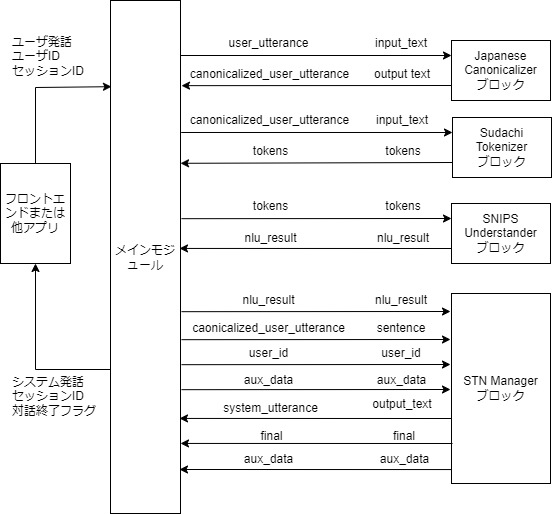 ユーザ発話
ユーザID
セッションID
フロントエ
ンドまたは
他アプリ
システム発話
セッションID
対話終了フラグ
メインモジ
ュール
user_utterance input_text
canonicalized_user_utterance output text
Japanese
Canonicalizer
ブロック
canonicalized_user_utterance input_text
tokens tokens
Sudachi
Tokenizer
ブロック
tokens tokens
nlu_result nlu_result
SNIPS
Understander
ブロック
nlu_result nlu_result
caonicalized_user_utterance sentence
user_id user_id
aux_data aux_data
system_utterance output_text
final final
aux_data aux_data
STN Manager
ブロック